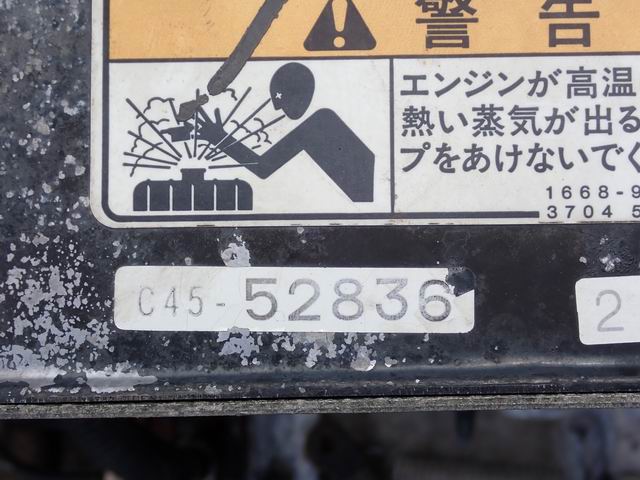 警告
エンジンが高温
熱い蒸気が出る
プをあけないでく
1668-9
3704 5
C45-52836
2